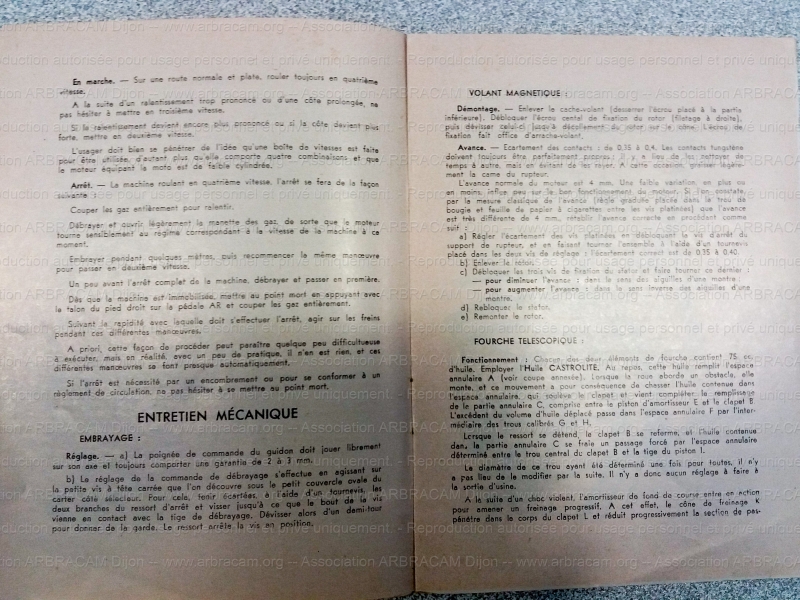 En marche. — Sur une route normale et plate, rouler toujours en quatrième
vitesse.
A la suite d'un ralentissement trop prononcé ou d'une côte prolongée, ne
pas hésiter à mettre en troisième vitesse.
Si le ralentissement devient encore plus prononcé ou si la côte devient plus
forte, mettre en deuxième vitesse.
L'usager doit bien se pénétrer de l'idée qu'une boîte de vitesses est faite
pour être utilisée, d'autant plus qu'elle comporte quatre combinaisons et que
le moteur équipant la moto est de faible cylindrée.
Arrêt. — La machine roulant en quatrième vitesse, l'arrêt se fera de la façon
suivante :
Couper les gaz entièrement pour ralentir.
Débrayer et ouvrir légèrement la manette des gaz, de sorte que le moteur
tourne sensiblement au régime correspondant à la vitesse de la machine à ce
moment.
Embrayer pendant quelques mètres, puis recommencer la même manœuvre
pour passer en deuxième vitesse.
Un peu avant l'arrêt complet de la machine, débrayer et passer en première.
Dès que la machine est immobilisée, mettre au point mort en appuyant avec
le talon du pied droit sur la pédale AR et couper les gaz entièrement.
Suivant la rapidité avec laquelle doit s'effectuer l'arrêt, agir sur les freins
pendant ces différentes manœuvres.
A priori, cette façon de procéder peut paraître quelque peu difficultueuse
à exécuter, mais en réalité, avec un peu de pratique, il n'en est rien, et ces
différentes manœuvres se font presque automatiquement.
Si l'arrêt est nécessité par un encombrement ou pour se conformer à un
règlement de circulation, ne pas hésiter à se mettre au point mort.
ENTRETIEN MÉCANIQUE
EMBRAYAGE :
Réglage. — a) La poignée de commande du guidon doit jouer librement
sur son axe et toujours comporter une garantie de 2 à 3 mm.
b) Le réglage de la commande de débrayage s'effectue en agissant sur
la petite vis à tête carrée que l'on découvre sous le petit couvercle ovale du
carter côté sélecteur. Pour cela, tenir écartées, à l'aide d'un tournevis, les
deux branches du ressort d'arrêt et visser jusqu'à ce que le bout de la vis
vienne en contact avec la tige de débrayage. Dévisser alors d'un demi-tour
pour donner de la garde. Le ressort arrête la vis en position.
VOLANT MAGNETIQUE :
Démontage. — Enlever le cache-volant (desserrer l'écrou placé à la partie
inférieure). Débloquer l'écrou central de fixation du rotor (filetage à droite),
puis dévisser celui-ci jusqu'à décollement du rotor sur le cône. L'écrou de
fixation fait office d'arrache-volant.
Avance. — Ecartement des contacts : de 0,35 à 0,4. Les contacts tungstène
doivent toujours être parfaitement propres ; il y a lieu de les nettoyer de
temps à autre, mais en évitant de les rayer. A cette occasion, graisser légère-
ment la came du rupteur.
L'avance normale du moteur est 4 mm. Une faible variation, en plus ou
en moins, influe peu sur le bon fonctionnement du moteur. Si l'on constate,
par la mesure classique de l'avance (règle graduée placée dans le trou de
bougie et feuille de papier à cigarettes entre les vis platinées) que l'avance
est très différente de 4 mm, rétablir l'avance correcte en procédant comme
suit :
a) Régler l'écartement des vis platinées en débloquant la vis d'arrêt du
support de rupteur, et en faisant tourner l'ensemble à l'aide d'un tournevis
placé dans les deux vis de réglage ; l'écartement correct est de 0,35 à 0,40.
b) Enlever le rotor.
c) Débloquer les trois vis de fixation du stator et faire tourner ce dernier :
— pour diminuer l'avance : dans le sens des aiguilles d'une montre ;
— pour augmenter l'avance : dans le sens inverse des aiguilles d'une
montre.
d) Rebloquer le stator.
e) Remonter le rotor.
FOURCHE TELESCOPIQUE :
Fonctionnement : Chacun des deux éléments de fourche contient 75 cc.
d'huile. Employer l'Huile CASTROLITE. Au repos, cette huile remplit l'espace
annulaire A (voir coupe annexée). Lorsque la roue aborde un obstacle, elle
monte, et ce mouvement a pour conséquence de chasser l'huile contenue dans
l'espace annulaire, qui soulève le clapet et vient compléter le remplissage
de la partie annulaire C, comprise entre le piston d'amortisseur E et le clapet B.
L'excédent du volume d'huile déplacé passe dans l'espace annulaire F par l'inter-
médiaire des trois calibrés G et H.
Lorsque le ressort se détend, le clapet B se referme, et l'huile contenue
dans la partie annulaire C se fraie un passage par l'espace annulaire
déterminé entre le trou central du clapet B et la tige du piston I.
Le diamètre de ce trou ayant été déterminé une fois pour toutes, il n'y
a pas lieu de le modifier par la suite. Il n'y a donc aucun réglage à faire à
la sortie d'usine.
A la suite d'un choc violent, l'amortisseur de fond de course entre en action
pour amener un freinage progressif. A cet effet, le cône de freinage K
pénètre dans le corps du clapet L et réduit progressivement la section de pas-